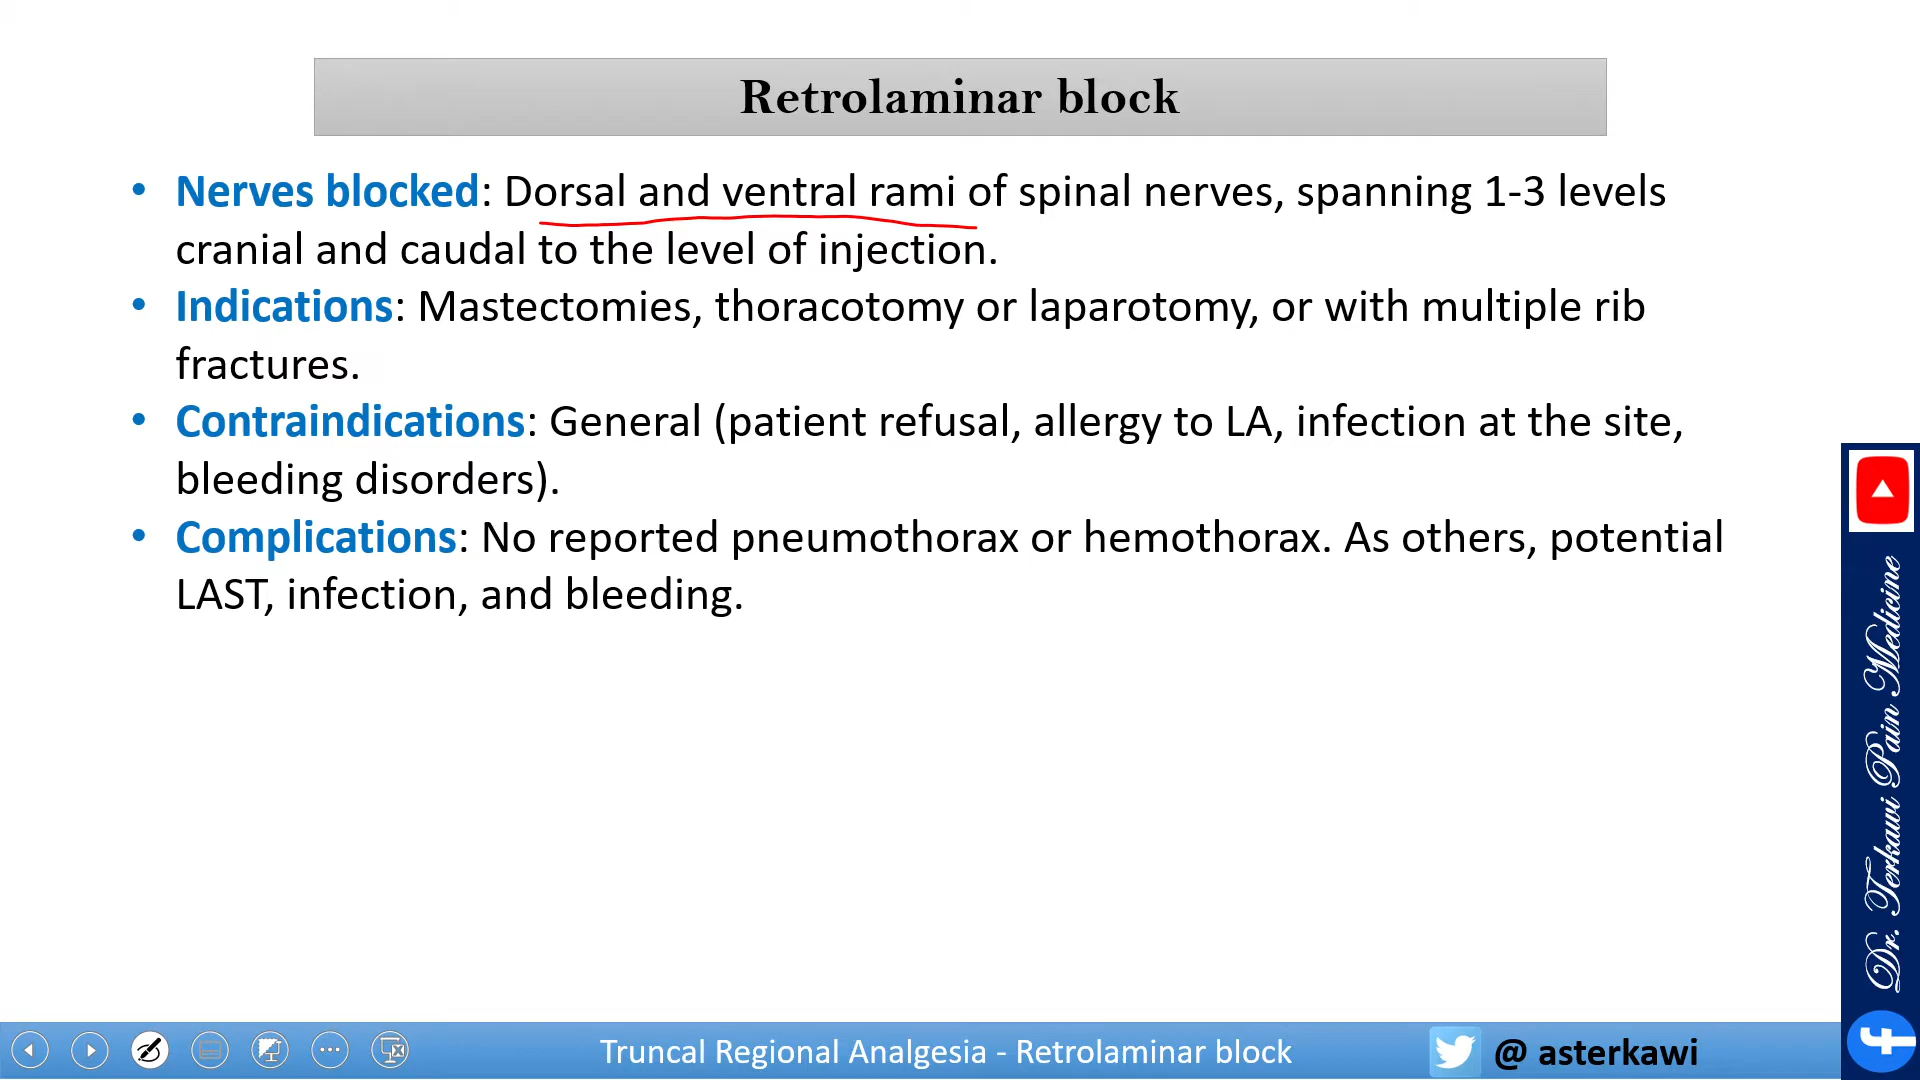 Retrolaminar block
• Nerves blocked: Dorsal and ventral rami of spinal nerves, spanning 1-3 levels
cranial and caudal to the level of injection.
• Indications: Mastectomies, thoracotomy or laparotomy, or with multiple rib
fractures.
• Contraindications: General (patient refusal, allergy to LA, infection at the site,
bleeding disorders).
• Complications: No reported pneumothorax or hemothorax. As others, potential
LAST, infection, and bleeding.
Dr. Terkawi Pain Medicine
Truncal Regional Analgesia - Retrolaminar block
@ asterkawi